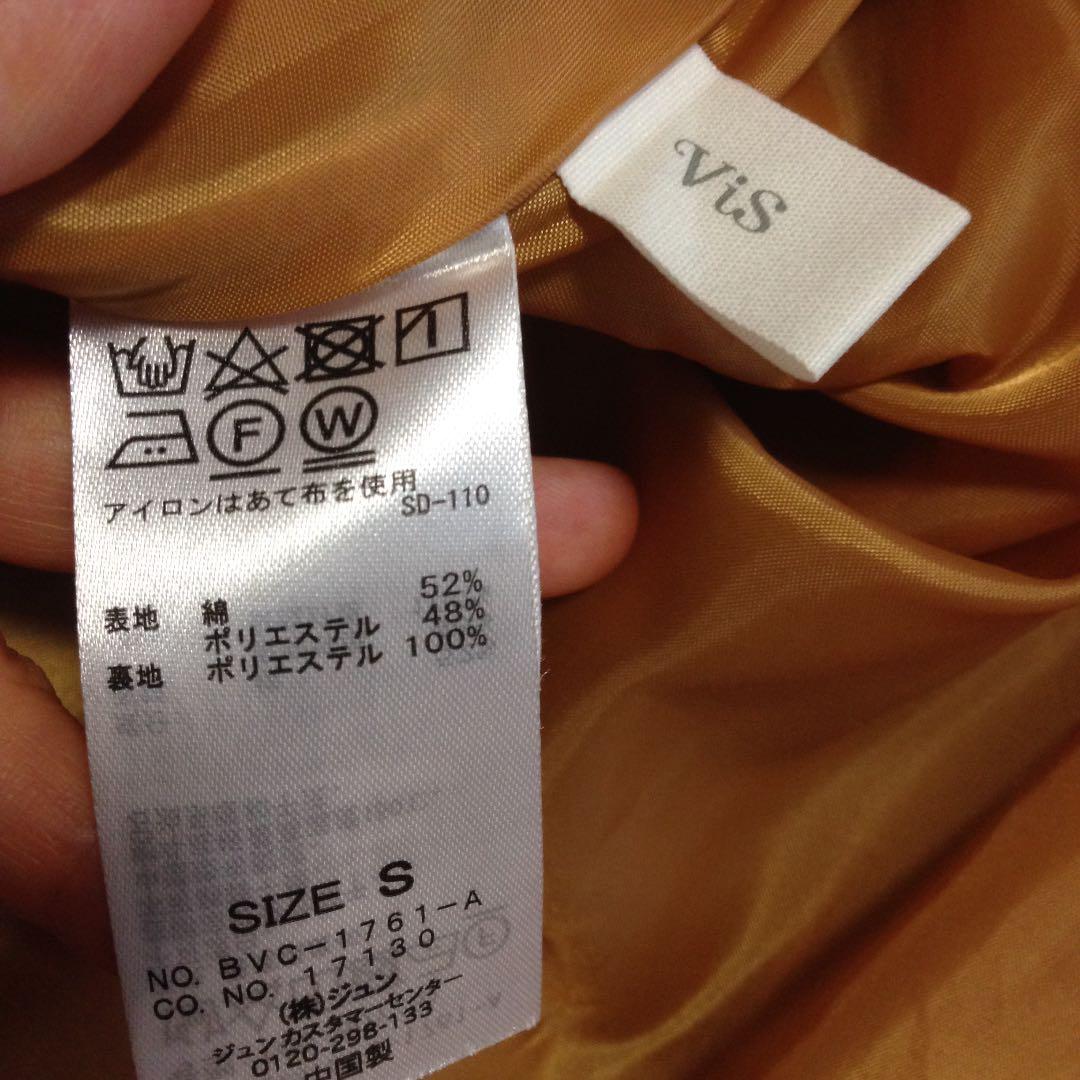 ViS
F W
アイロンはあて布を使用
SD-110
表地 綿 52%
ポリエステル 48%
裏地 ポリエステル 100%
SIZE S
NO. BVC-1761-A
CO. NO. 17130
(株)ジュン
ジュンカスタマーセンター
0120-298-133
中国製